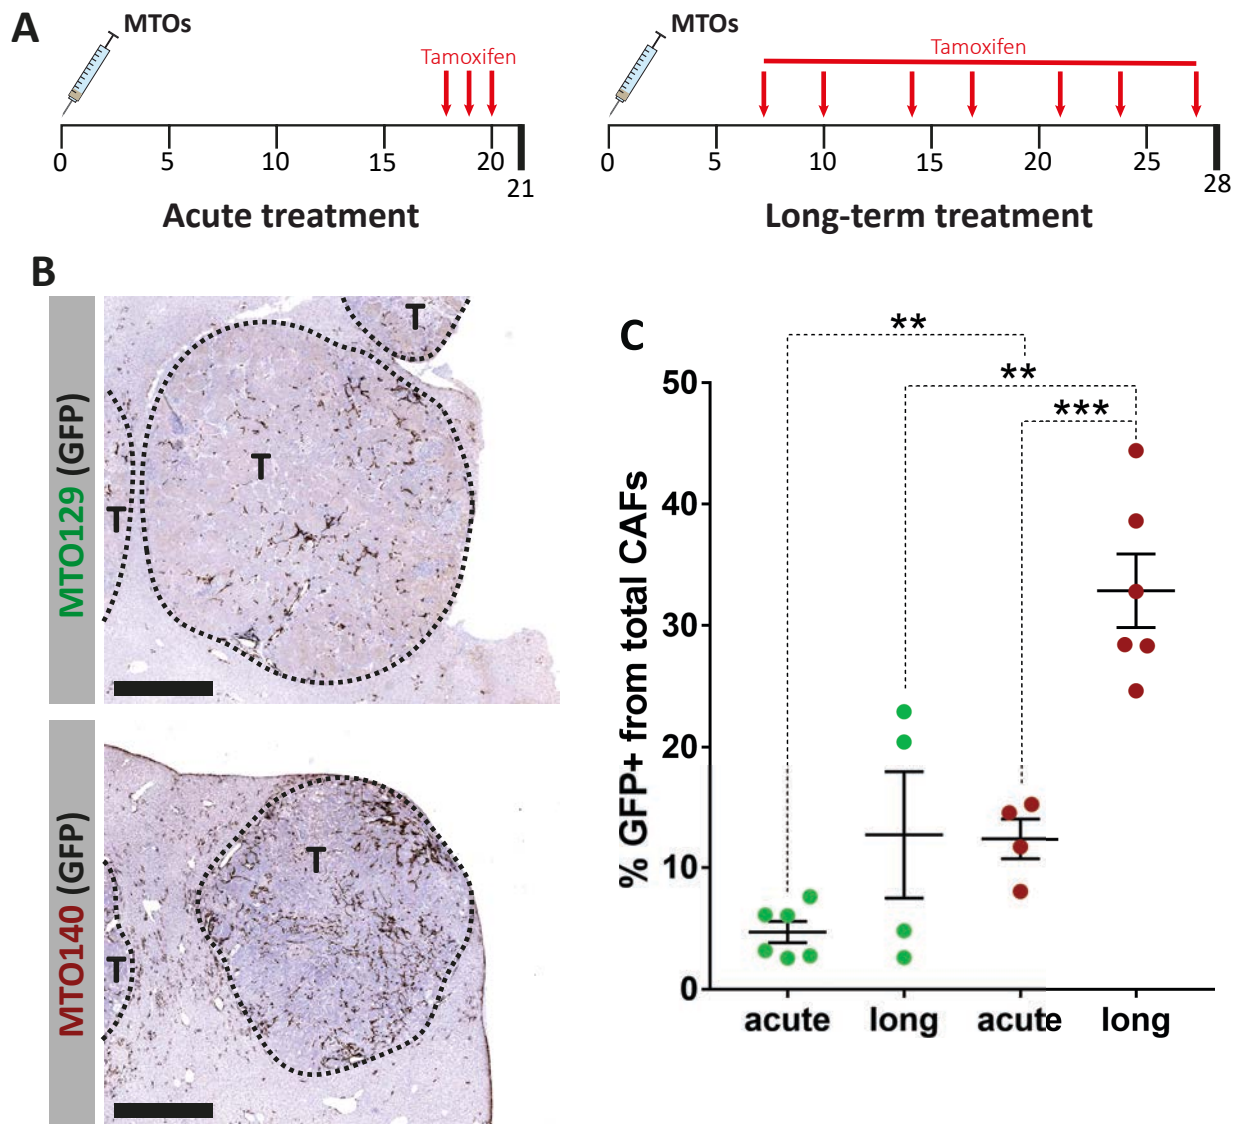 A
MTOs
Tamoxifen
0 5 10 15 20
21
Acute treatment
MTOs
Tamoxifen
0 5 10 15 20 25
28
Long-term treatment
B
MTO129 (GFP)
T
T
T
MTO140 (GFP)
T
T
C
**
**
***
% GFP+ from total CAFs
50
40
30
20
10
0
acute long acute long